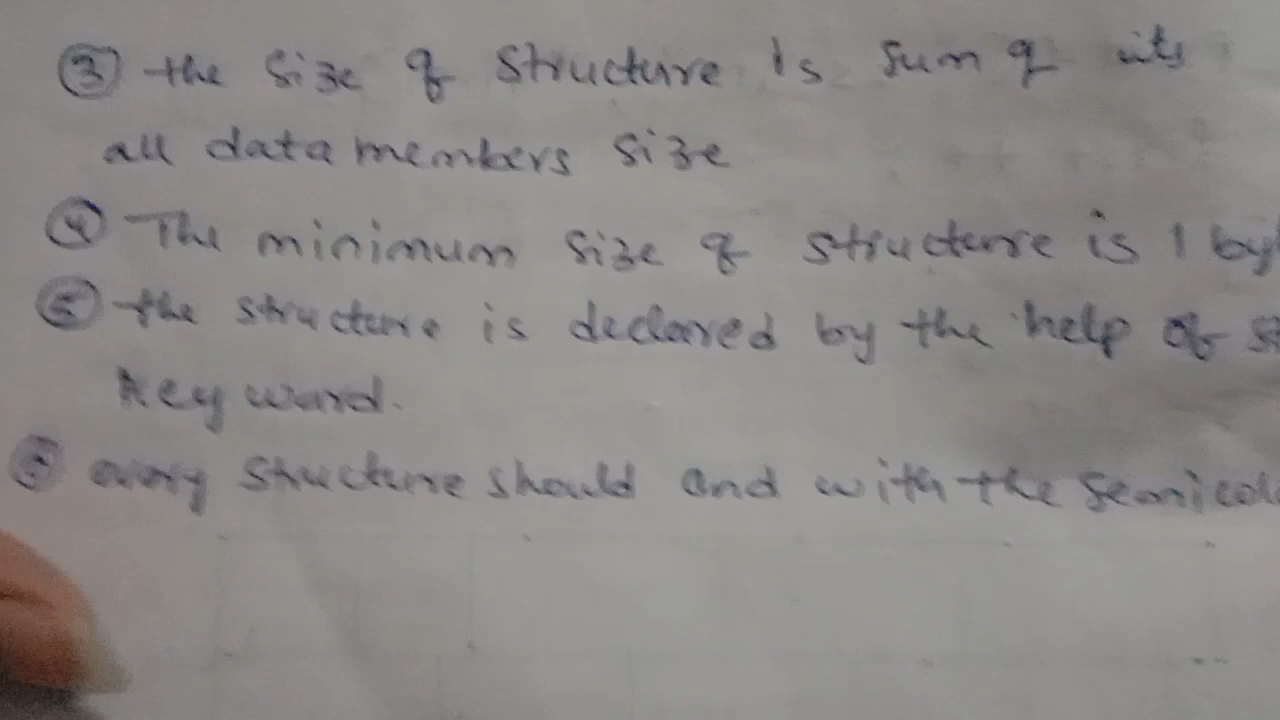 ③ the size of structure is sum of its
all data members size
④ The minimum size of structure is 1 by
⑤ the structure is declared by the help of st
key word.
every structure should end with the semicol